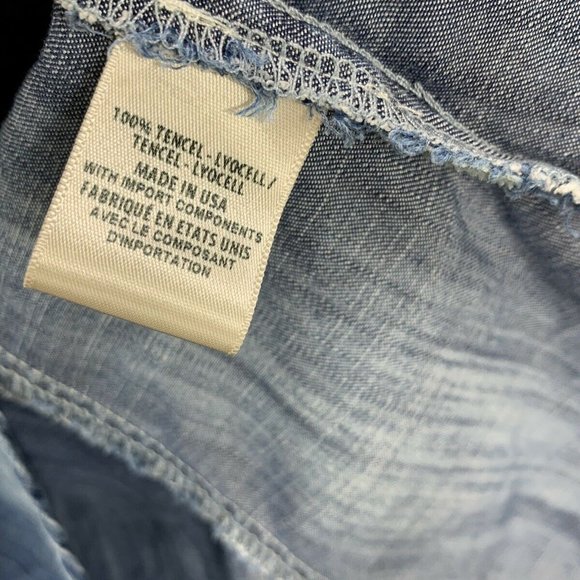 100% TENCEL - LYOCELL/
TENCEL - LYOCELL
MADE IN USA
WITH IMPORT COMPONENTS
FABRIQUÉ EN ETATS UNIS
AVEC LE COMPOSANT
D'IMPORTATION